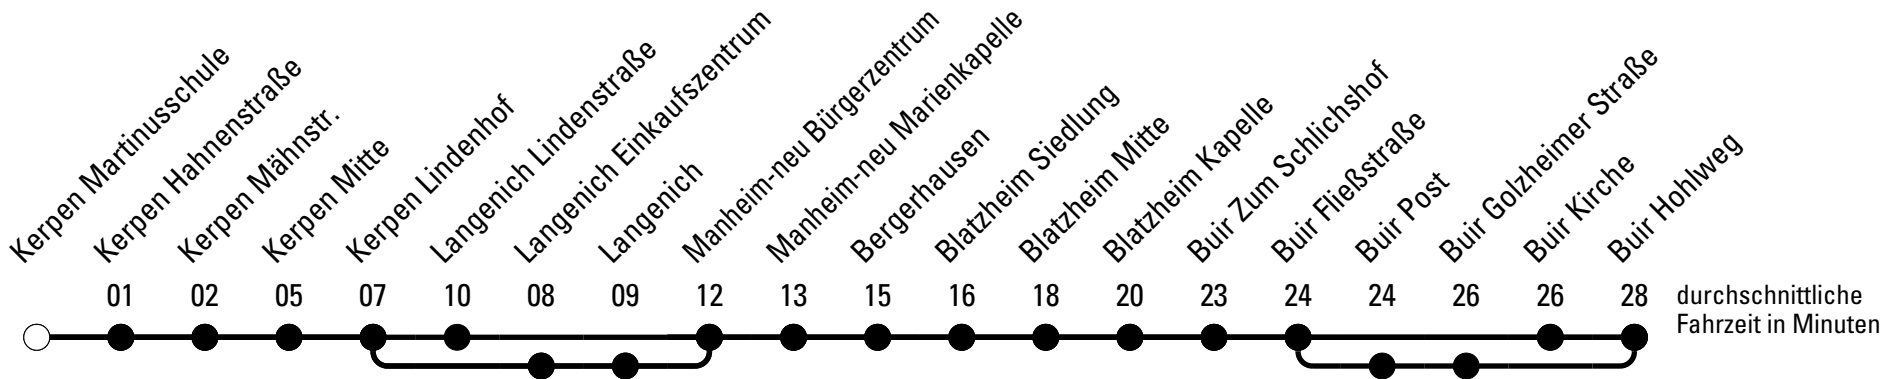 Kerpen Martinusschule
Kerpen Hahnenstraße
Kerpen Mähnstr.
Kerpen Mitte
Kerpen Lindenhof
Langenich Lindenstraße
Langenich Einkaufszentrum
Langenich
Manheim-neu Bürgerzentrum
Manheim-neu Marienkapelle
Bergerhausen
Blatzheim Siedlung
Blatzheim Mitte
Blatzheim Kapelle
Buir Zum Schlichshof
Buir Fließstraße
Buir Post
Buir Golzheimer Straße
Buir Kirche
Buir Hohlweg
01 02 05 07 10 08 09 12 13 15 16 18 20 23 24 24 26 26 28
durchschnittliche
Fahrzeit in Minuten